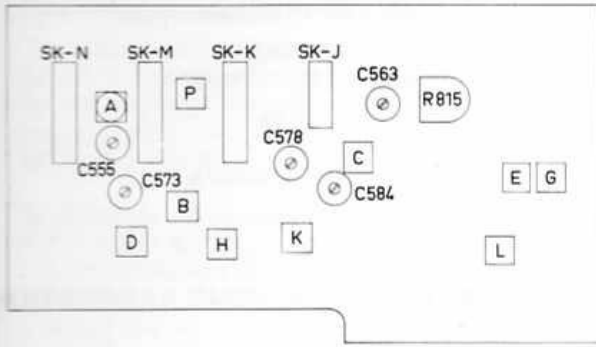 SK-N SK-M SK-K SK-J
C563
A P R815
C578
C555 C573 C C584
E G
B
D H K L